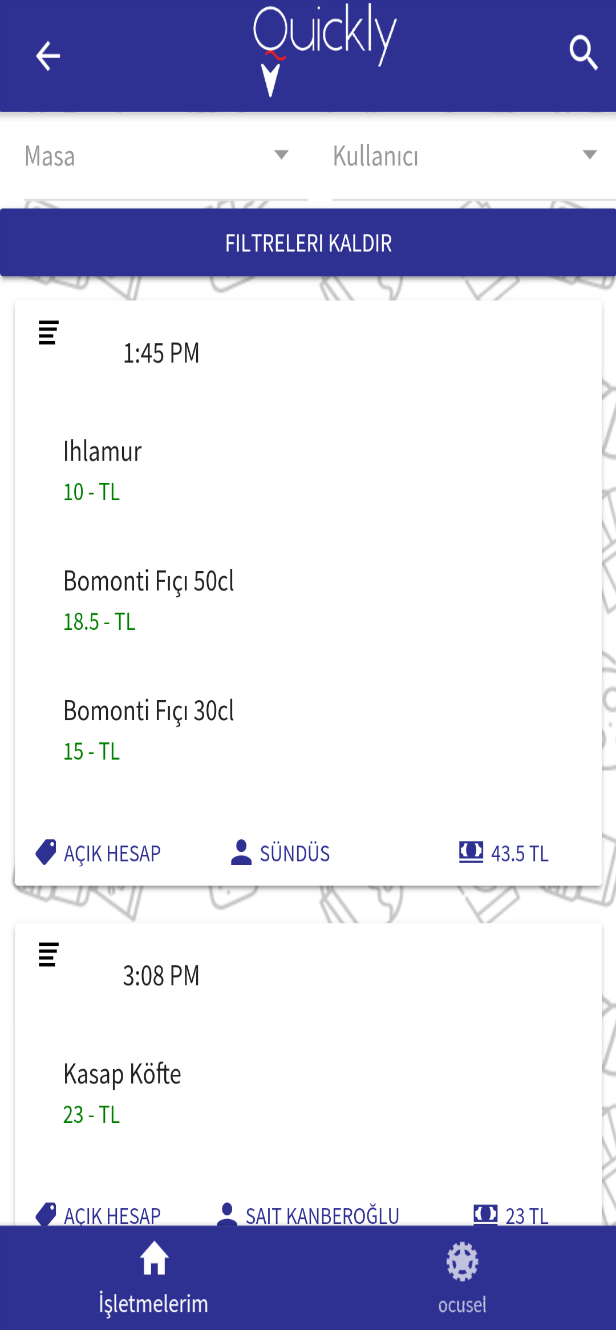 Quickly
Masa
Kullanıcı
FILTRELERI KALDIR
1:45 PM
Ihlamur
10 - TL
Bomonti Fıçı 50cl
18.5 - TL
Bomonti Fıçı 30cl
15 - TL
AÇIK HESAP
SÜNDÜS
43.5 TL
3:08 PM
Kasap Köfte
23 - TL
AÇIK HESAP
SAIT KANBEROĞLU
23 TL
İşletmelerim
ocusel